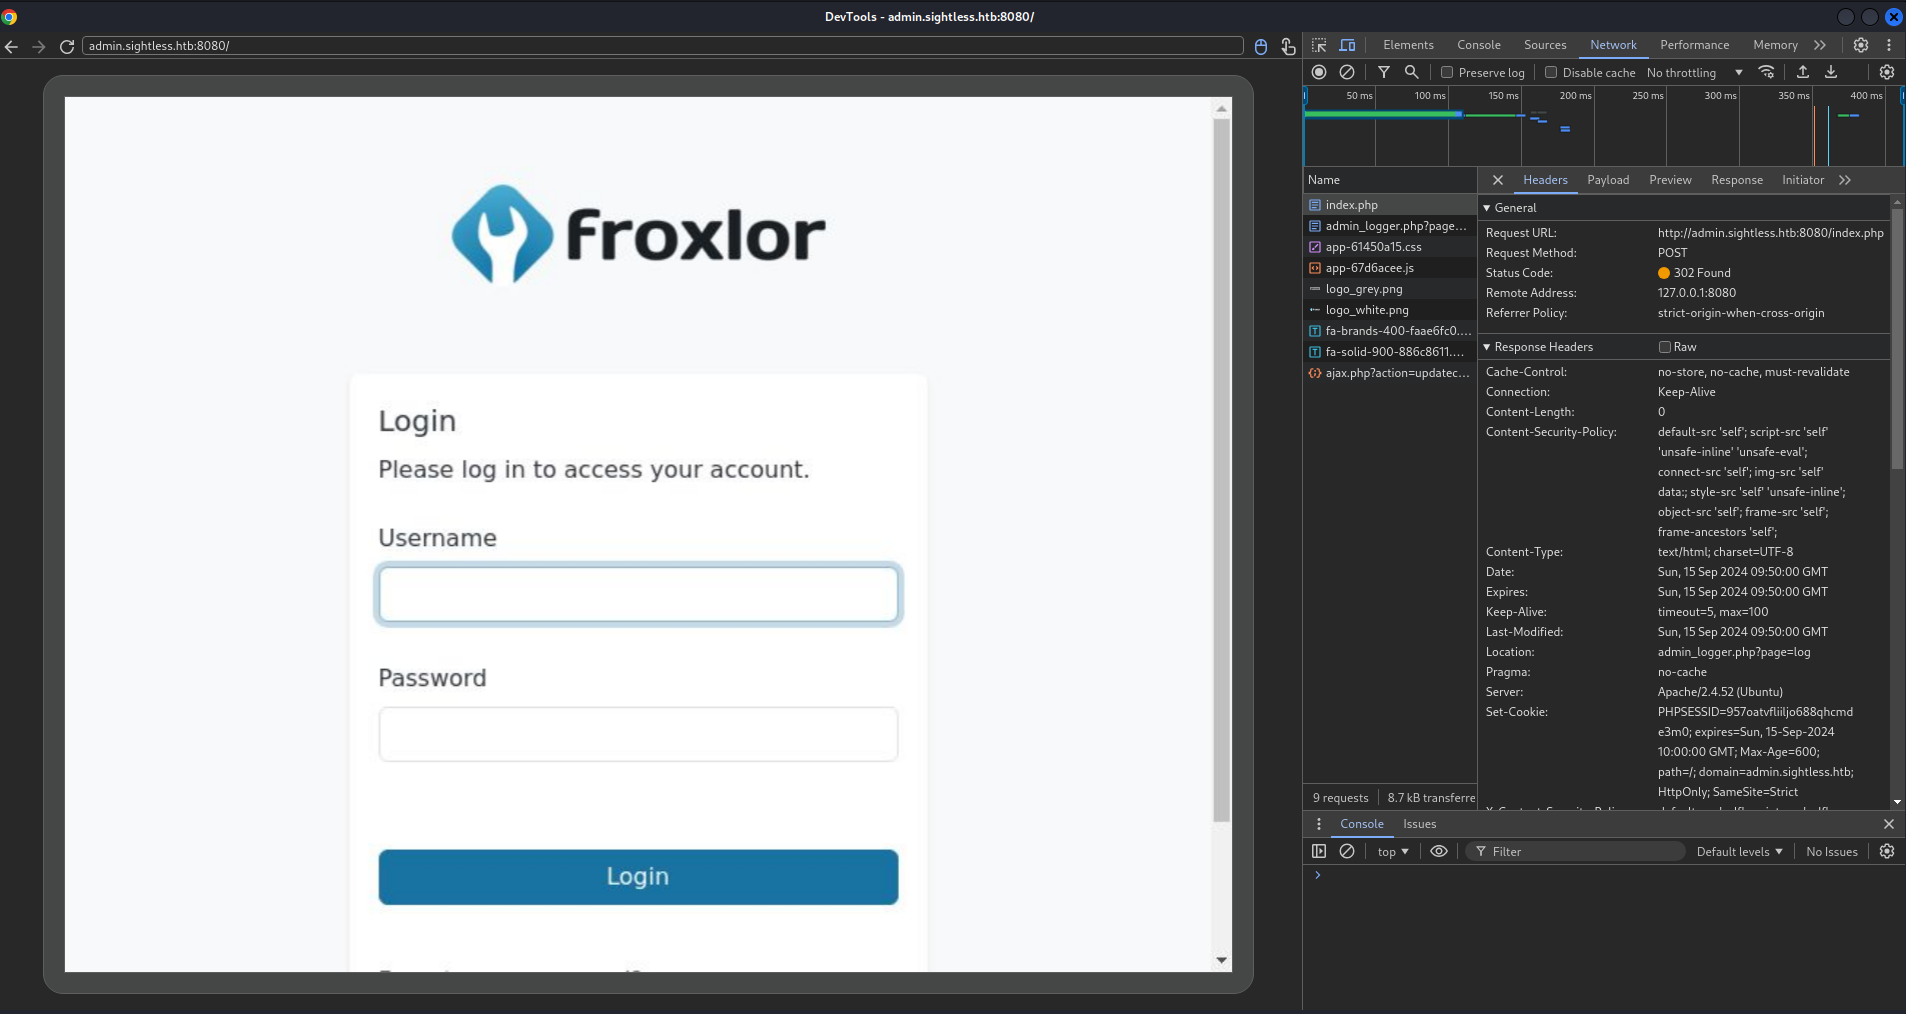 DevTools - admin.sightless.htb:8080/
admin.sightless.htb:8080/
Elements Console Sources Network Performance Memory
Preserve log Disable cache No throttling
50 ms 100 ms 150 ms 200 ms 250 ms 300 ms 350 ms 400 ms
froxlor
Login
Please log in to access your account.
Username
Password
Login
Name
index.php
admin_logger.php?page...
app-61450a15.css
app-67d6acee.js
logo_grey.png
logo_white.png
fa-brands-400-faae6fc0....
fa-solid-900-886c8611....
ajax.php?action=updatec...
9 requests 8.7 kB transferre
Headers Payload Preview Response Initiator
General
Request URL: http://admin.sightless.htb:8080/index.php
Request Method: POST
Status Code: 302 Found
Remote Address: 127.0.0.1:8080
Referrer Policy: strict-origin-when-cross-origin
Response Headers Raw
Cache-Control: no-store, no-cache, must-revalidate
Connection: Keep-Alive
Content-Length: 0
Content-Security-Policy: default-src 'self'; script-src 'self'
'unsafe-inline' 'unsafe-eval';
connect-src 'self'; img-src 'self'
data:; style-src 'self' 'unsafe-inline';
object-src 'self'; frame-src 'self';
frame-ancestors 'self';
Content-Type: text/html; charset=UTF-8
Date: Sun, 15 Sep 2024 09:50:00 GMT
Expires: Sun, 15 Sep 2024 09:50:00 GMT
Keep-Alive: timeout=5, max=100
Last-Modified: Sun, 15 Sep 2024 09:50:00 GMT
Location: admin_logger.php?page=log
Pragma: no-cache
Server: Apache/2.4.52 (Ubuntu)
Set-Cookie: PHPSESSID=957oatvfliiljo688qhcmd
e3m0; expires=Sun, 15-Sep-2024
10:00:00 GMT; Max-Age=600;
path=/; domain=admin.sightless.htb;
HttpOnly; SameSite=Strict
Console Issues
top Filter Default levels No Issues